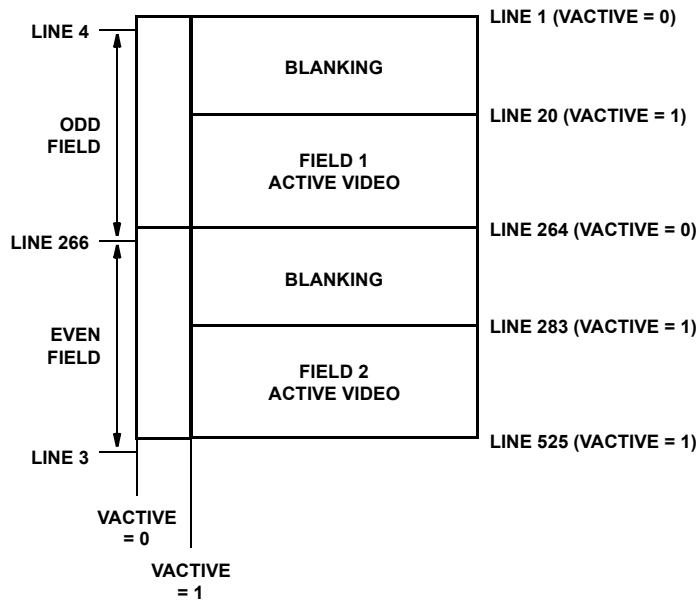 LINE 1 (VACTIVE = 0)
LINE 4
BLANKING
LINE 20 (VACTIVE = 1)
ODD
FIELD
FIELD 1
ACTIVE VIDEO
LINE 264 (VACTIVE = 0)
LINE 266
BLANKING
LINE 283 (VACTIVE = 1)
EVEN
FIELD
FIELD 2
ACTIVE VIDEO
LINE 525 (VACTIVE = 1)
LINE 3
VACTIVE
= 0
VACTIVE
= 1